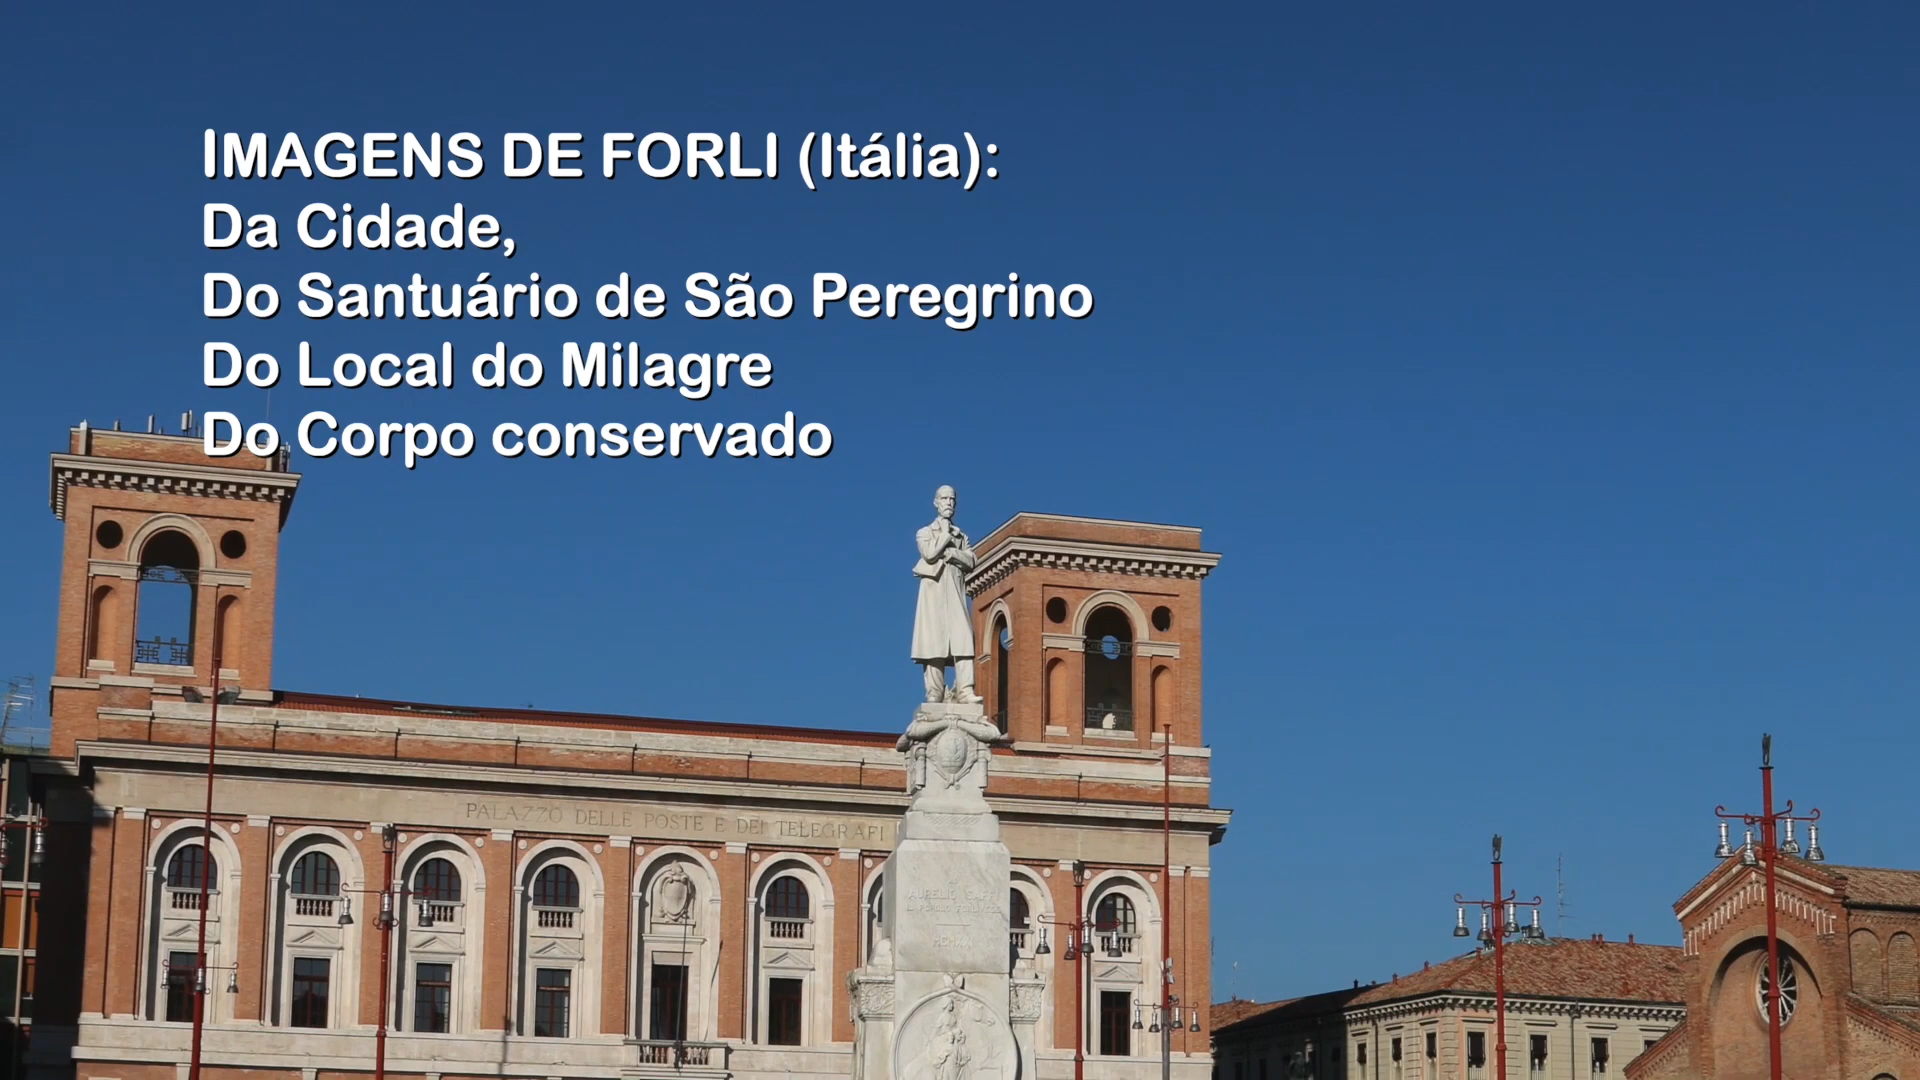 IMAGENS DE FORLI (Itália):
Da Cidade,
Do Santuário de São Peregrino
Do Local do Milagre
Do Corpo conservado
PALAZZO DELLE POSTE E DEI TELEGRAFI
AURELIO